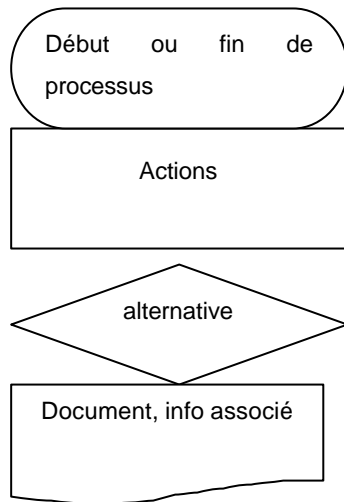 Début ou fin de
processus
Actions
alternative
Document, info associé